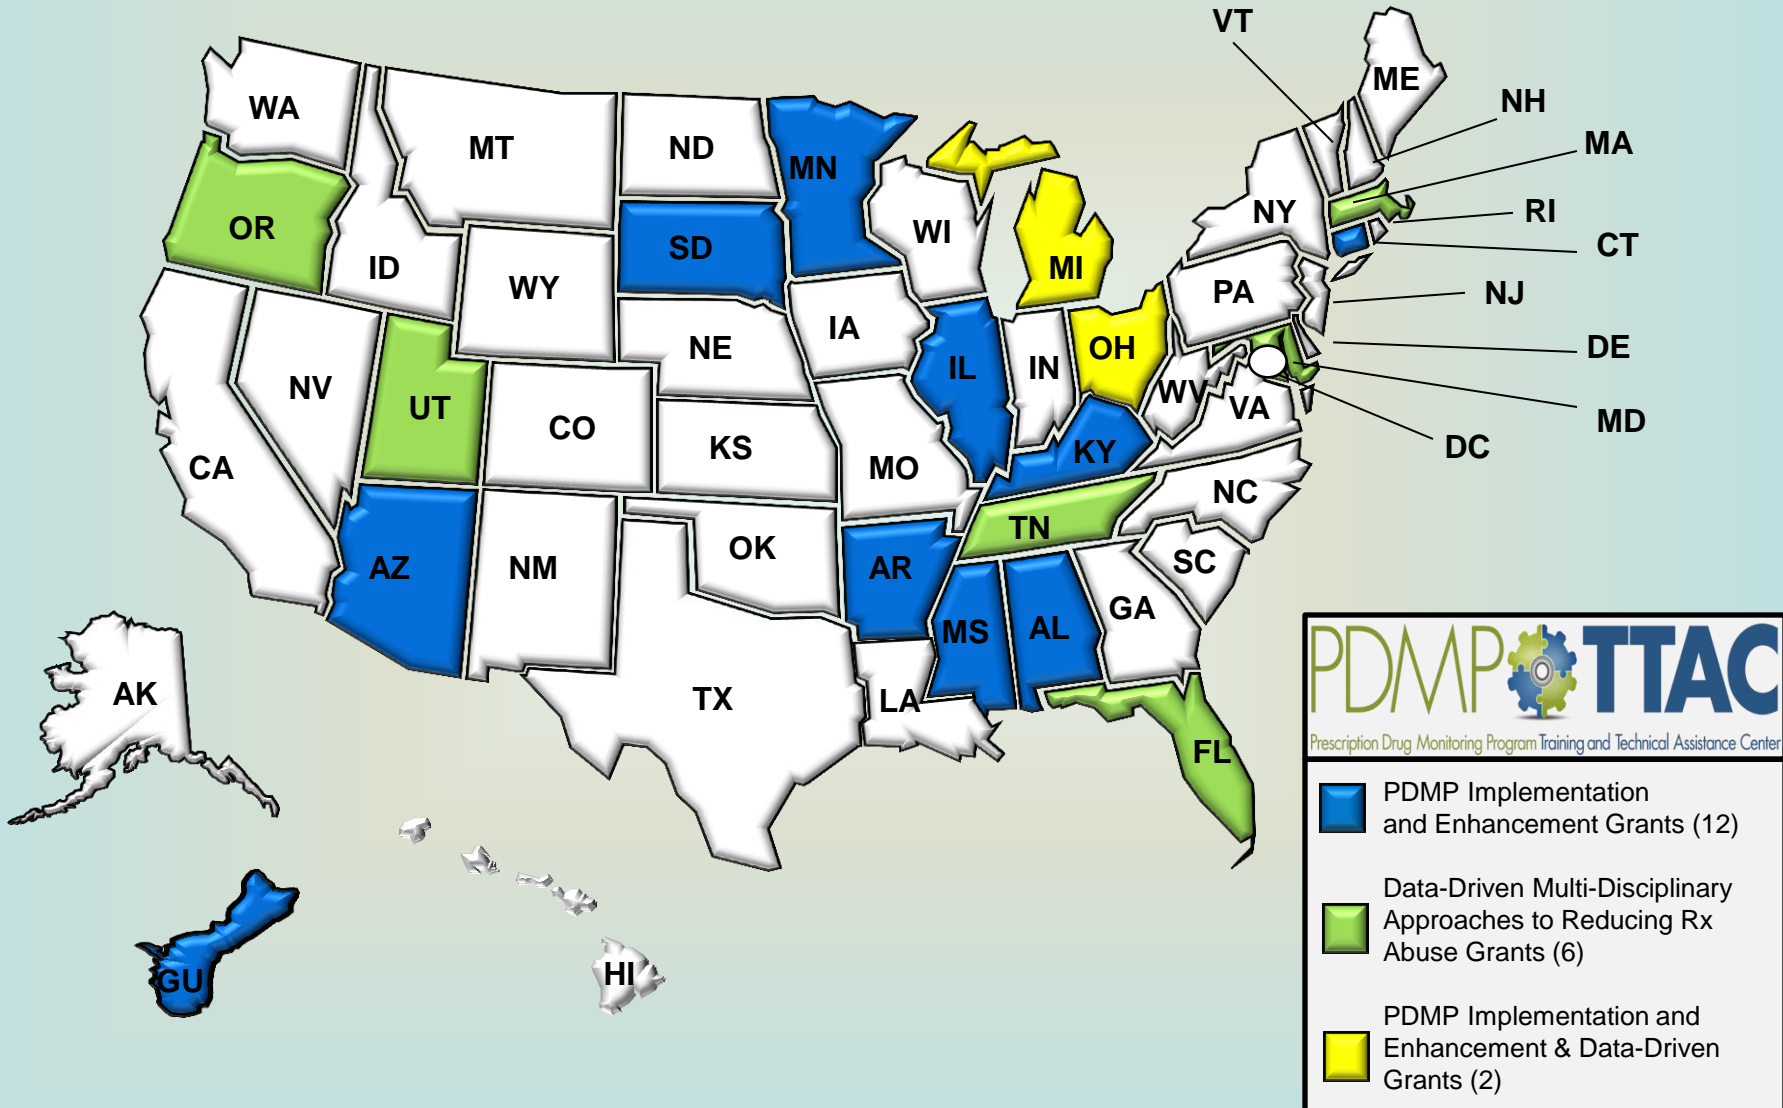 VT
ME
WA
NH
MT
ND
MN
MA
NY
RI
OR
WI
SD
CT
ID
MI
WY
PA
NJ
IA
NE
OH
DE
NV
UT
IL
IN
WV
VA
MD
CO
KS
KY
DC
CA
MO
NC
TN
AZ
NM
OK
AR
SC
GA
MS
AL
AK
TX
LA
FL
GU
HI
PDMP TTAC
Prescription Drug Monitoring Program Training and Technical Assistance Center
PDMP Implementation
and Enhancement Grants (12)
Data-Driven Multi-Disciplinary
Approaches to Reducing Rx
Abuse Grants (6)
PDMP Implementation and
Enhancement & Data-Driven
Grants (2)